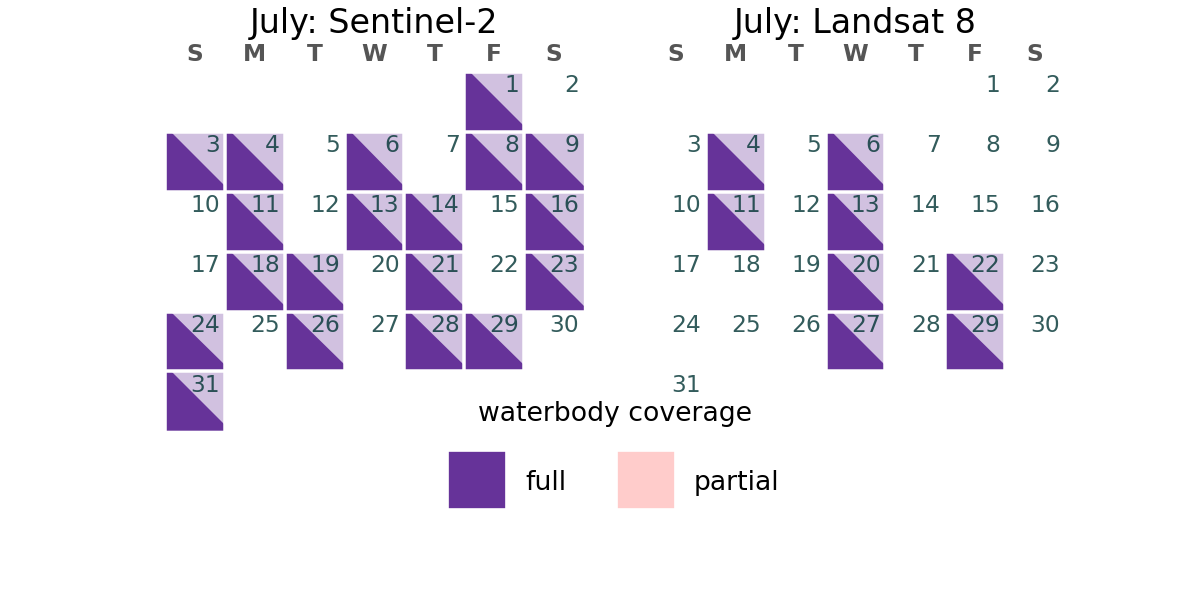 July: Sentinel-2
S M T W T F S
1 2
3 4 5 6 7 8 9
10 11 12 13 14 15 16
17 18 19 20 21 22 23
24 25 26 27 28 29 30
31
July: Landsat 8
S M T W T F S
1 2
3 4 5 6 7 8 9
10 11 12 13 14 15 16
17 18 19 20 21 22 23
24 25 26 27 28 29 30
31
waterbody coverage
full partial